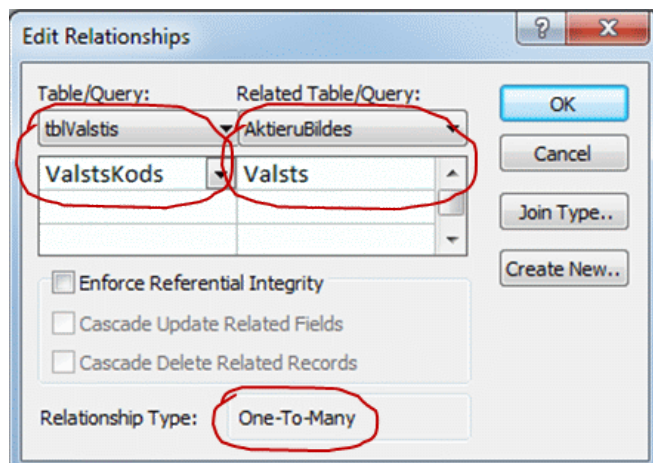 Edit Relationships
?
Table/Query: Related Table/Query:
tblValstis AktieruBildes
ValstsKods Valsts
OK
Cancel
Join Type..
Create New..
Enforce Referential Integrity
Cascade Update Related Fields
Cascade Delete Related Records
Relationship Type: One-To-Many